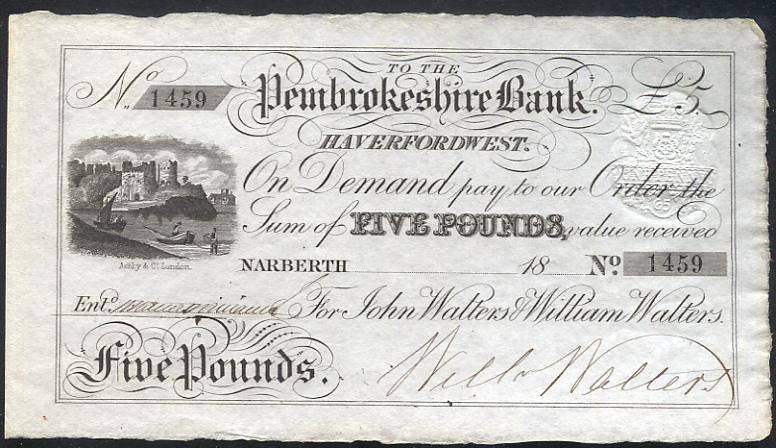 TO THE
No. 1459 Pembrokeshire Bank. £5.
HAVERFORDWEST.
On Demand pay to our Order the
Sum of FIVE POUNDS, value received
Ashby & Co. London.
NARBERTH 18 No. 1459
Entd. For John Walters & William Walters.
Five Pounds. Willm Walters